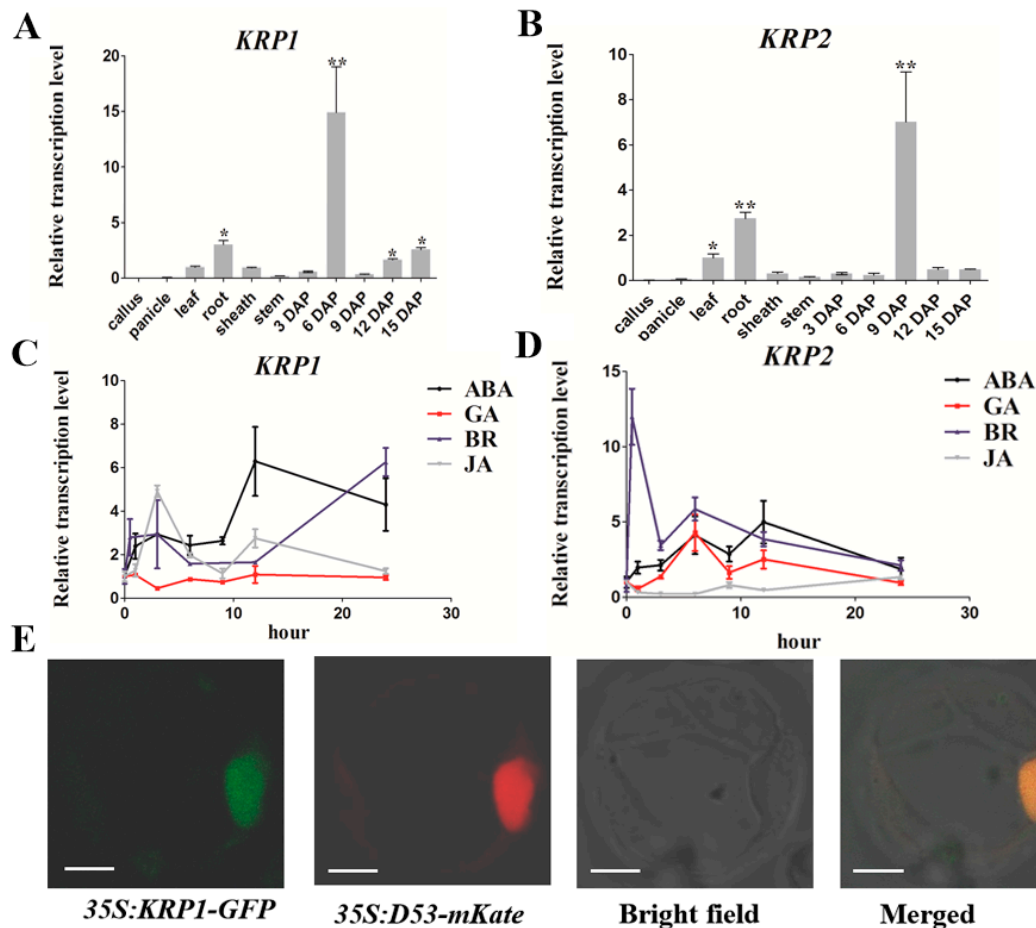 A
KRP1
Relative transcription level
20
15
10
5
0
**
*
*
*
callus
panicle
leaf
root
sheath
stem
3 DAP
6 DAP
9 DAP
12 DAP
15 DAP
B
KRP2
Relative transcription level
10
8
6
4
2
0
*
**
**
callus
panicle
leaf
root
sheath
stem
3 DAP
6 DAP
9 DAP
12 DAP
15 DAP
C
KRP1
Relative transcription level
10
8
6
4
2
0
0
10
20
30
hour
ABA
GA
BR
JA
D
KRP2
Relative transcription level
15
10
5
0
0
10
20
30
hour
ABA
GA
BR
JA
E
35S:KRP1-GFP
35S:D53-mKate
Bright field
Merged